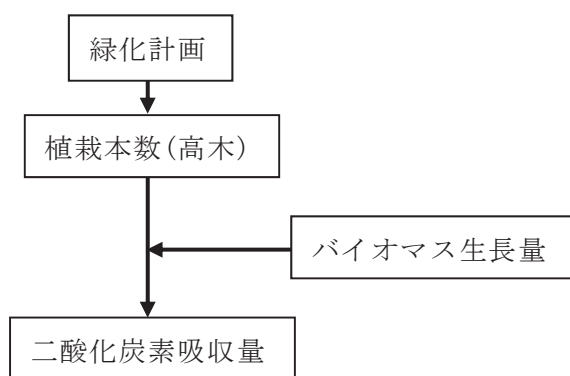 緑化計画
植栽本数(高木)
バイオマス生長量
二酸化炭素吸収量